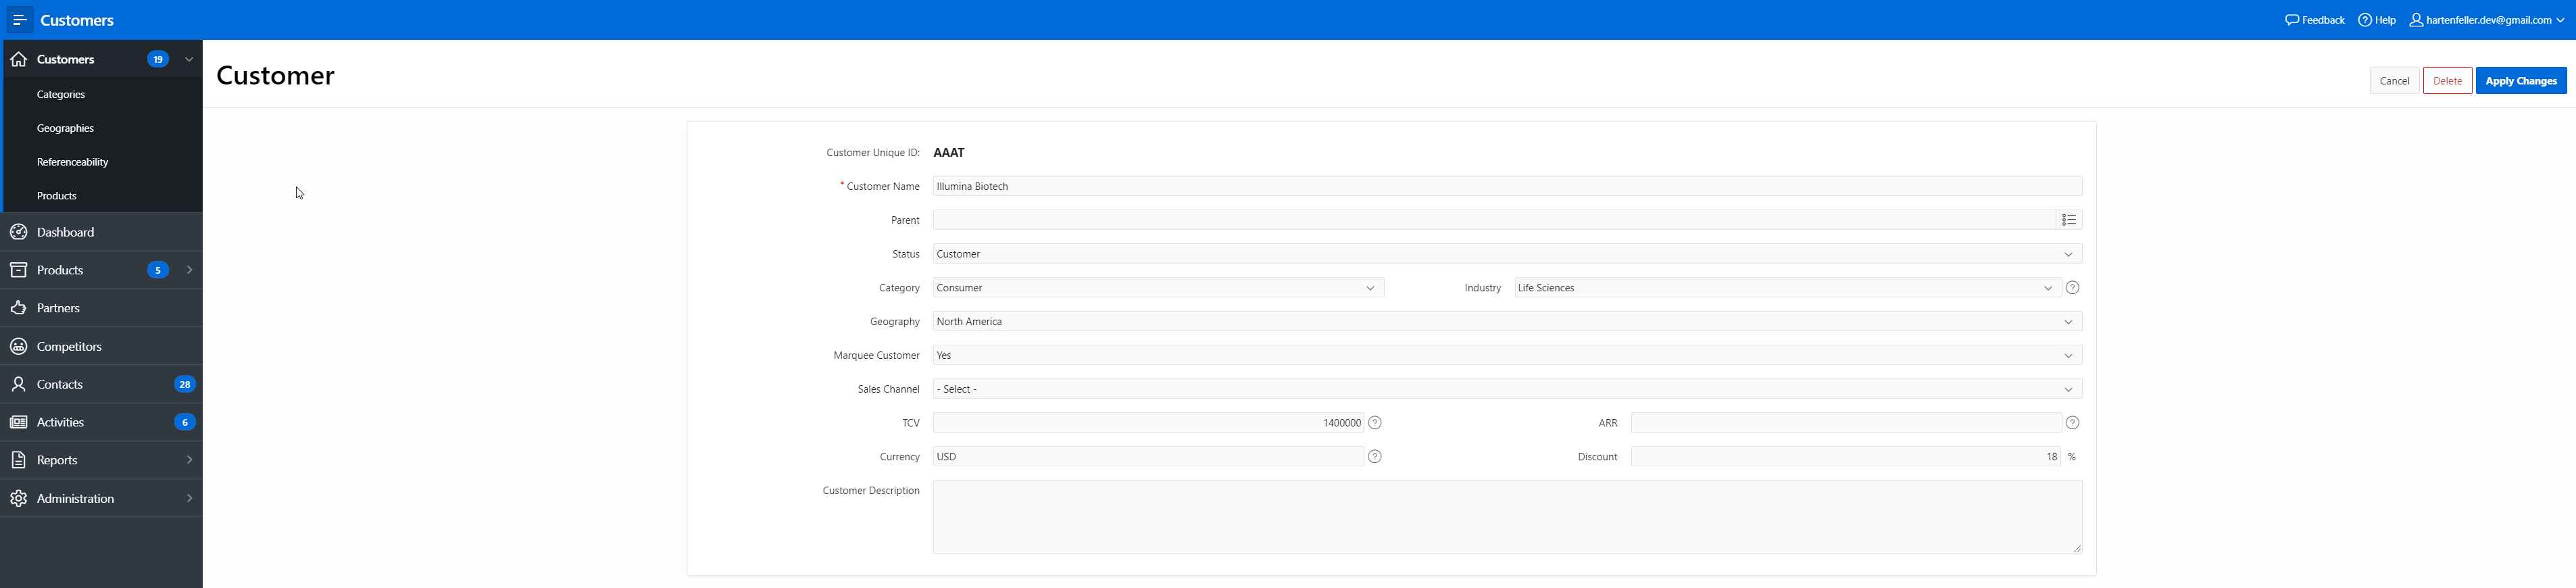 Customers
Feedback
Help
hartenfeller.dev@gmail.com
Customers 19
Categories
Geographies
Referenceability
Products
Dashboard
Products 5
Partners
Competitors
Contacts 28
Activities 6
Reports
Administration
Customer
Cancel
Delete
Apply Changes
Customer Unique ID: AAAT
* Customer Name Illumina Biotech
Parent
Status Customer
Category Consumer Industry Life Sciences
Geography North America
Marquee Customer Yes
Sales Channel - Select -
TCV 1400000 ARR
Currency USD Discount 18 %
Customer Description